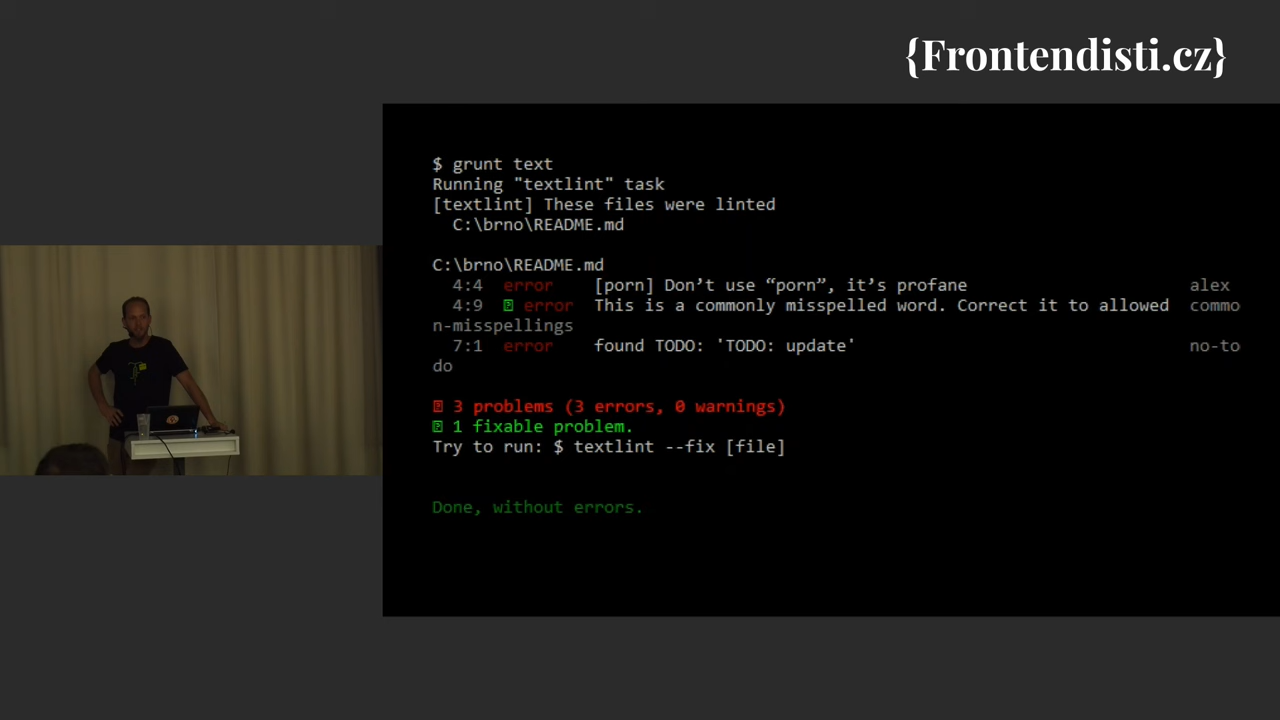 {Frontendisti.cz}
$ grunt text
Running "textlint" task
[textlint] These files were linted
C:\brno\README.md
C:\brno\README.md
4:4 error [porn] Don’t use “porn”, it’s profane alex
4:9 error This is a commonly misspelled word. Correct it to allowed commo
n-misspellings
7:1 error found TODO: 'TODO: update' no-to
do
3 problems (3 errors, 0 warnings)
1 fixable problem.
Try to run: $ textlint --fix [file]
Done, without errors.